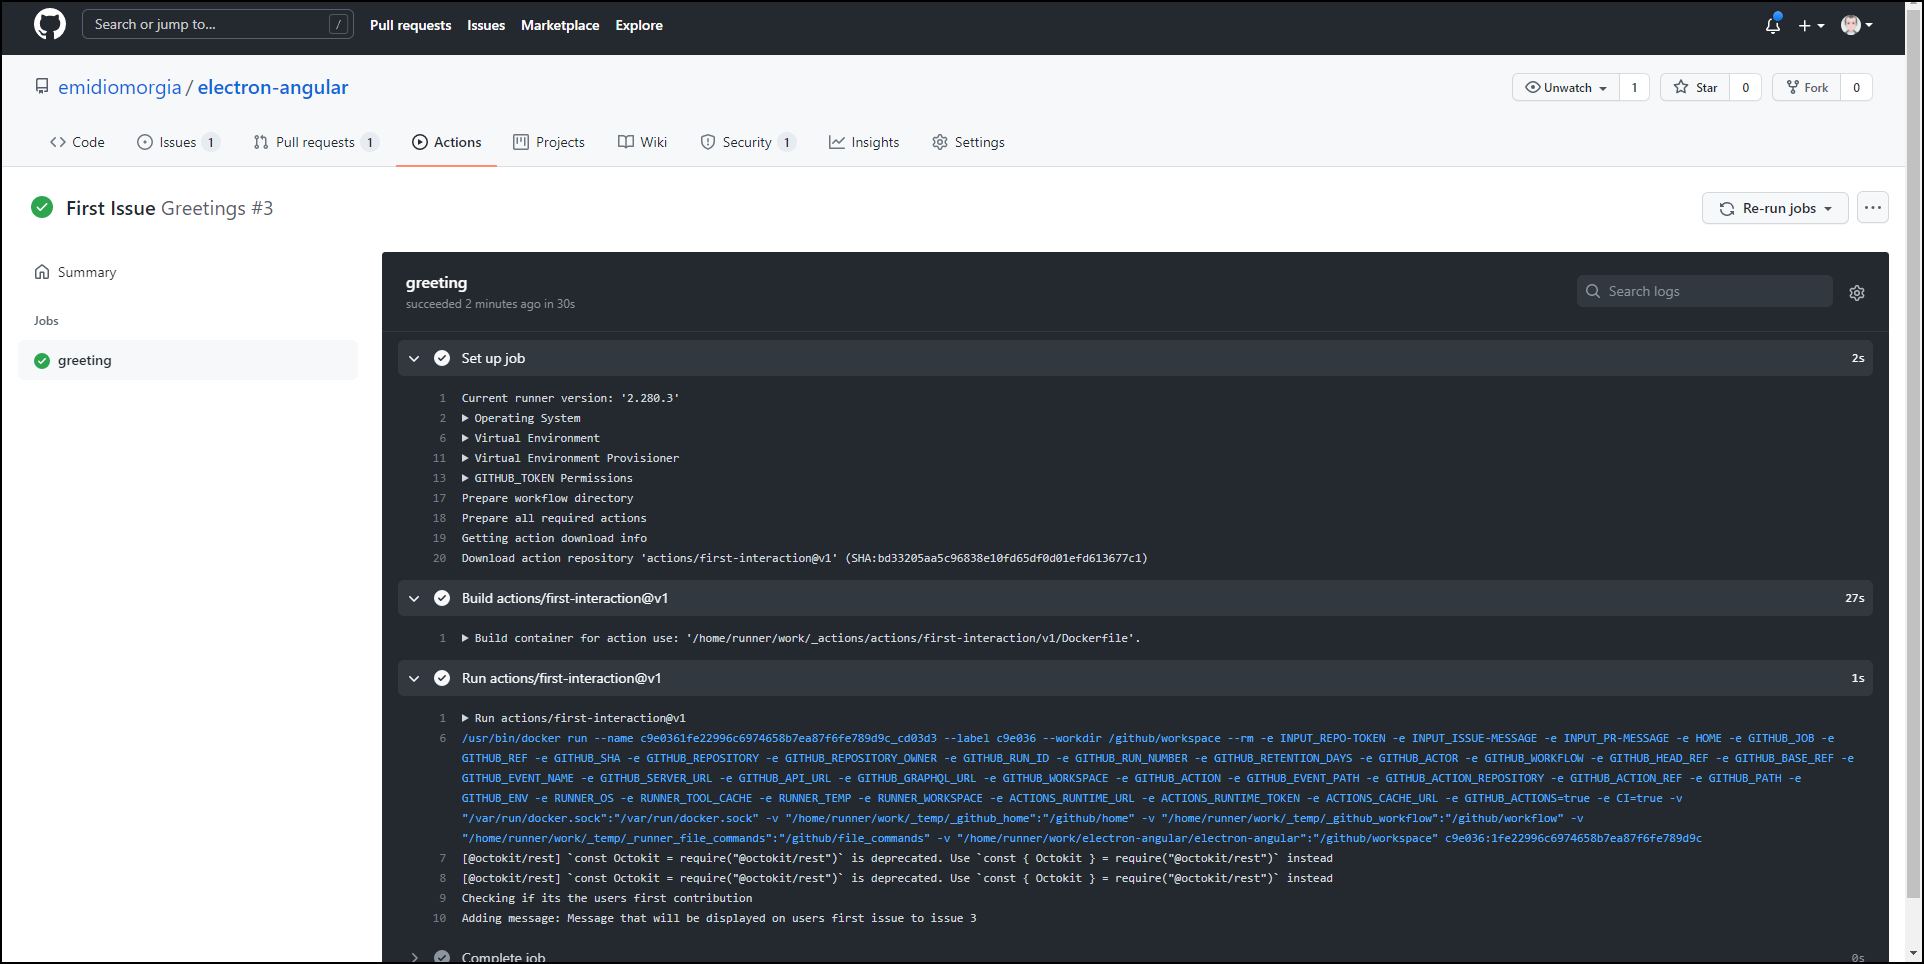 Search or jump to... /
Pull requests Issues Marketplace Explore
emidiomorgia / electron-angular
Unwatch 1 Star 0 Fork 0
Code Issues 1 Pull requests 1 Actions Projects Wiki Security 1 Insights Settings
First Issue Greetings #3
Re-run jobs ...
Summary
Jobs
greeting
greeting
succeeded 2 minutes ago in 30s
Search logs
Set up job 2s
1 Current runner version: '2.280.3'
2 Operating System
6 Virtual Environment
11 Virtual Environment Provisioner
13 GITHUB_TOKEN Permissions
17 Prepare workflow directory
18 Prepare all required actions
19 Getting action download info
20 Download action repository 'actions/first-interaction@v1' (SHA:bd33205aa5c96838e10fd65df0d01efd613677c1)
Build actions/first-interaction@v1 27s
1 Build container for action use: '/home/runner/work/_actions/actions/first-interaction/v1/Dockerfile'.
Run actions/first-interaction@v1 1s
1 Run actions/first-interaction@v1
6 /usr/bin/docker run --name c9e0361fe22996c6974658b7ea87f6fe789d9c_cd03d3 --label c9e036 --workdir /github/workspace --rm -e INPUT_REPO-TOKEN -e INPUT_ISSUE-MESSAGE -e INPUT_PR-MESSAGE -e HOME -e GITHUB_JOB -e
GITHUB_REF -e GITHUB_SHA -e GITHUB_REPOSITORY -e GITHUB_REPOSITORY_OWNER -e GITHUB_RUN_ID -e GITHUB_RUN_NUMBER -e GITHUB_RETENTION_DAYS -e GITHUB_ACTOR -e GITHUB_WORKFLOW -e GITHUB_HEAD_REF -e GITHUB_BASE_REF -e
GITHUB_EVENT_NAME -e GITHUB_SERVER_URL -e GITHUB_API_URL -e GITHUB_GRAPHQL_URL -e GITHUB_WORKSPACE -e GITHUB_ACTION -e GITHUB_EVENT_PATH -e GITHUB_ACTION_REPOSITORY -e GITHUB_ACTION_REF -e GITHUB_PATH -e
GITHUB_ENV -e RUNNER_OS -e RUNNER_TOOL_CACHE -e RUNNER_TEMP -e RUNNER_WORKSPACE -e ACTIONS_RUNTIME_URL -e ACTIONS_RUNTIME_TOKEN -e ACTIONS_CACHE_URL -e GITHUB_ACTIONS=true -e CI=true -v
"/var/run/docker.sock":"/var/run/docker.sock" -v "/home/runner/work/_temp/_github_home":"/github/home" -v "/home/runner/work/_temp/_github_workflow":"/github/workflow" -v
"/home/runner/work/_temp/_runner_file_commands":"/github/file_commands" -v "/home/runner/work/electron-angular/electron-angular":"/github/workspace" c9e036:1fe22996c6974658b7ea87f6fe789d9c
7 [@octokit/rest] `const Octokit = require("@octokit/rest")` is deprecated. Use `const { Octokit } = require("@octokit/rest")` instead
8 [@octokit/rest] `const Octokit = require("@octokit/rest")` is deprecated. Use `const { Octokit } = require("@octokit/rest")` instead
9 Checking if its the users first contribution
10 Adding message: Message that will be displayed on users first issue to issue 3
Complete job 0s